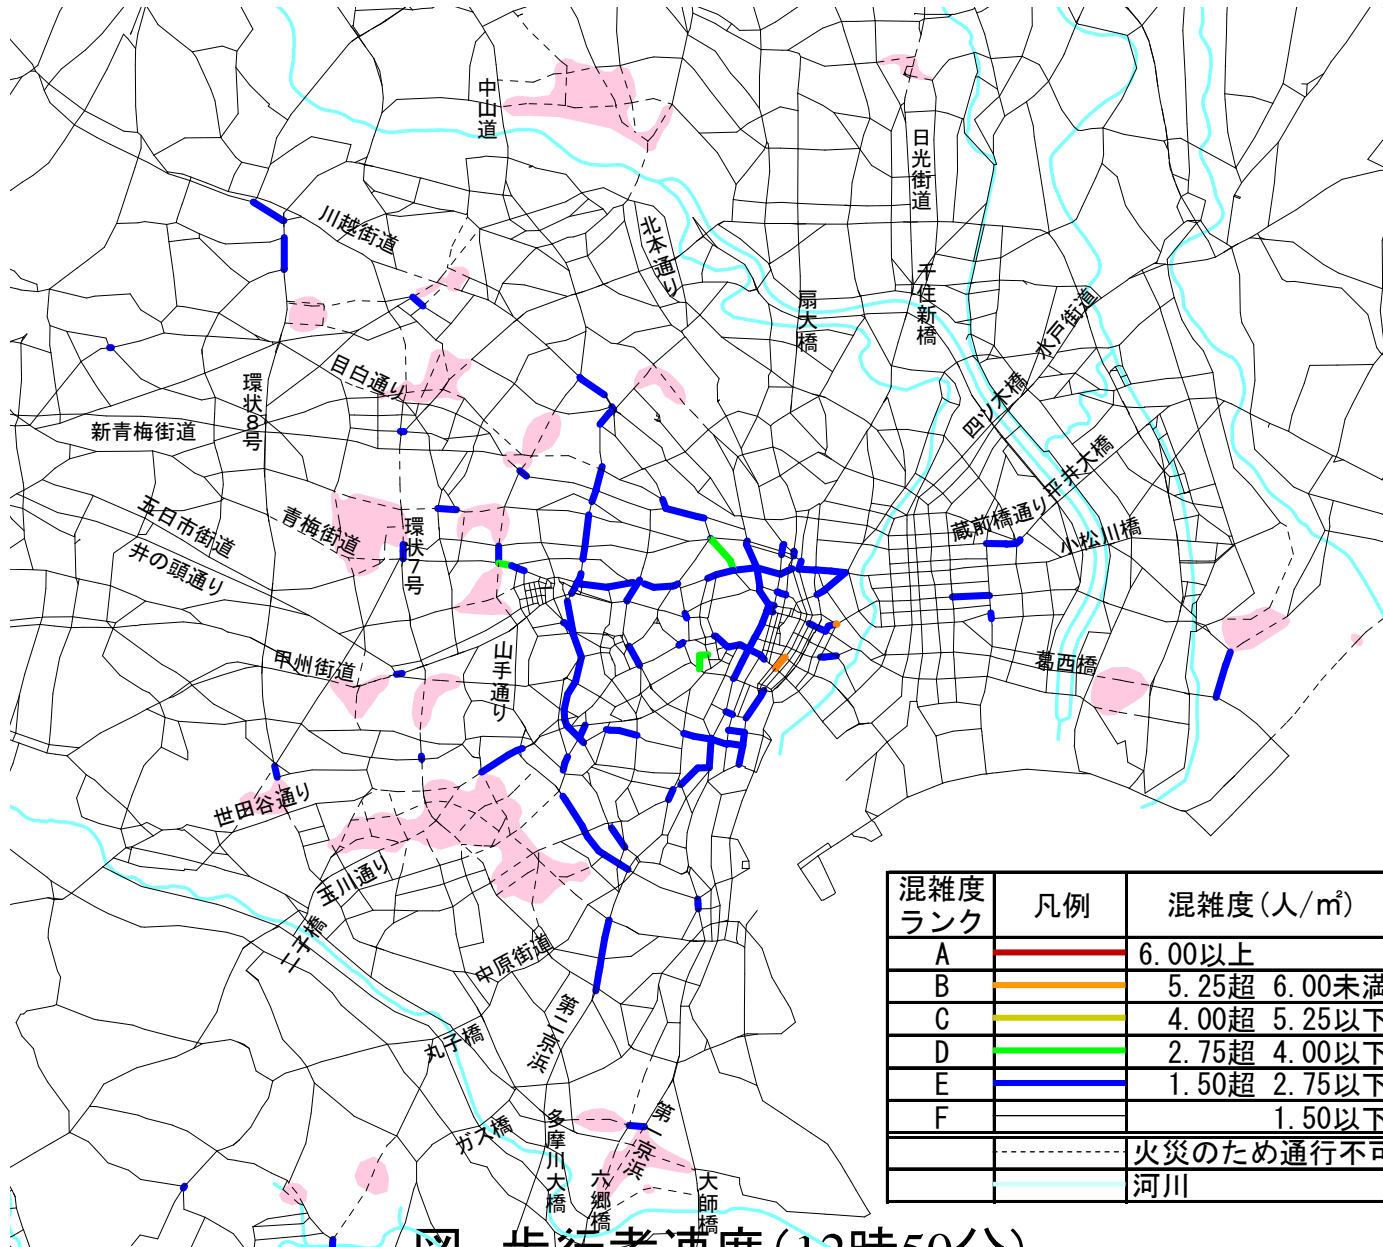 中山道
日光街道
川越街道
北本通り
千住新橋
扇大橋
水戸街道
目白通り
環状8号
四ツ木橋
新青梅街道
平井大橋
五日市街道
青梅街道
環状7号
蔵前橋通り
小松川橋
井の頭通り
甲州街道
山手通り
葛西橋
世田谷通り
玉川通り
二子橋
中原街道
第二京浜
丸子橋
ガス橋
多摩川大橋
六郷橋
第一京浜
大師橋
混雑度ランク 凡例 混雑度(人/㎡)
A 6.00以上
B 5.25超 6.00未満
C 4.00超 5.25以下
D 2.75超 4.00以下
E 1.50超 2.75以下
F 1.50以下
火災のため通行不可
河川